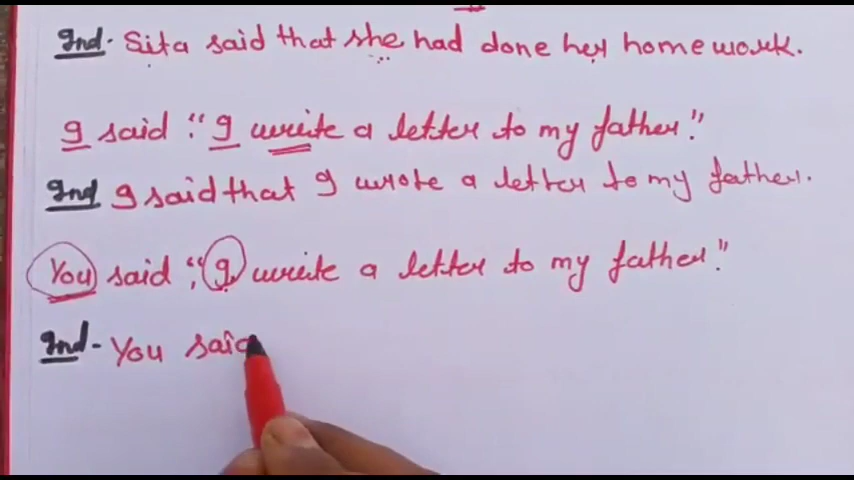 Ind- Sita said that she had done her homework.
I said :"I write a letter to my father."
Ind I said that I wrote a letter to my father.
You said "I write a letter to my father."
Ind- You said